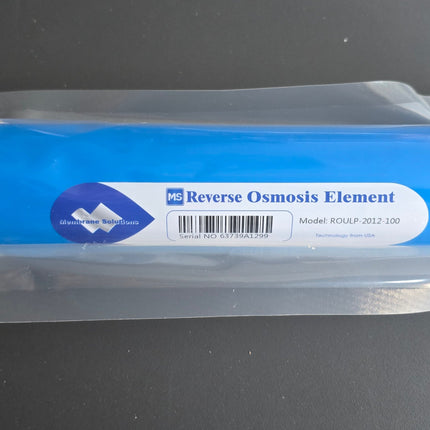 MS Reverse Osmosis Element
Membrane Solutions
Model: ROULP-2012-100
Serial NO 63739A1299
Technology from USA